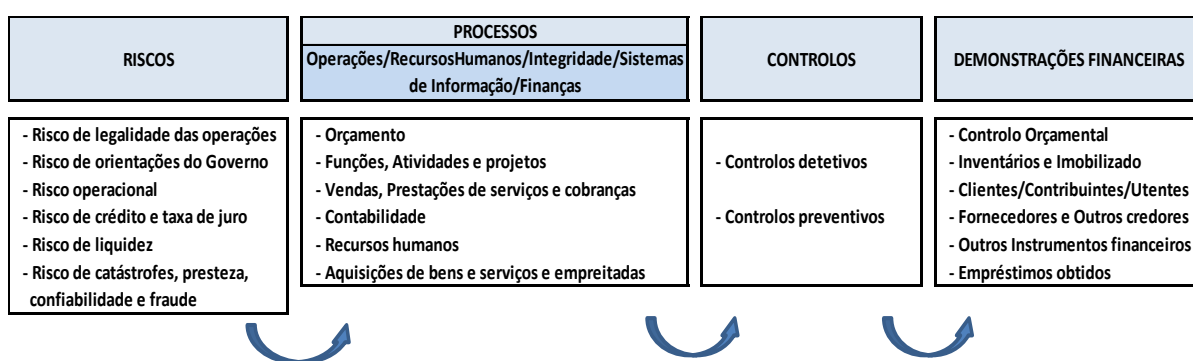 RISCOS
PROCESSOS
Operações/RecursosHumanos/Integridade/Sistemas
de Informação/Finanças
CONTROLOS
DEMONSTRAÇÕES FINANCEIRAS
- Risco de legalidade das operações
- Risco de orientações do Governo
- Risco operacional
- Risco de crédito e taxa de juro
- Risco de liquidez
- Risco de catástrofes, presteza,
confiabilidade e fraude
- Orçamento
- Funções, Atividades e projetos
- Vendas, Prestações de serviços e cobranças
- Contabilidade
- Recursos humanos
- Aquisições de bens e serviços e empreitadas
- Controlos detetivos
- Controlos preventivos
- Controlo Orçamental
- Inventários e Imobilizado
- Clientes/Contribuintes/Utentes
- Fornecedores e Outros credores
- Outros Instrumentos financeiros
- Empréstimos obtidos